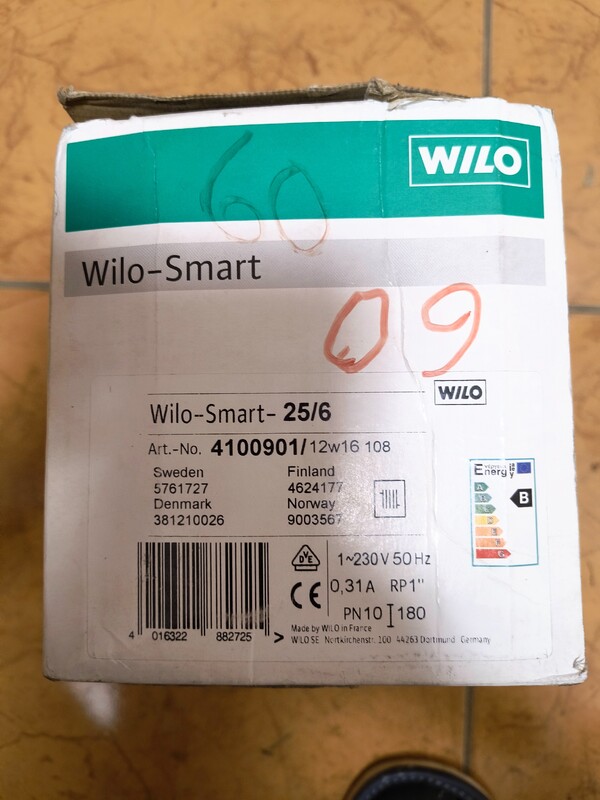 WILO
60
Wilo-Smart
09
WILO
Wilo-Smart- 25/6
Art.-No. 4100901/12w16 108
Sweden Finland
5761727 4624177
Denmark Norway
381210026 9003567
Energy
B
G
VE
1~230V 50Hz
CE 0,31A RP1"
PN10 180
Made by WILO in France
WILO SE Nortkirchenstr. 100 44263 Dortmund Germany
4 016322 882725 >